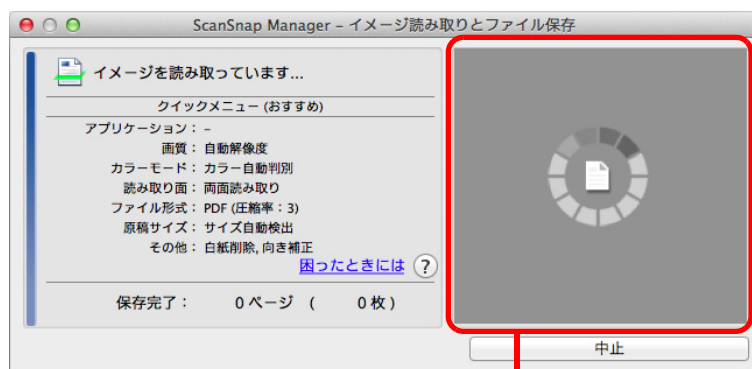 ScanSnap Manager – イメージ読み取りとファイル保存
イメージを読み取っています...
クイックメニュー (おすすめ)
アプリケーション： –
画質： 自動解像度
カラーモード： カラー自動判別
読み取り面： 両面読み取り
ファイル形式： PDF (圧縮率：3)
原稿サイズ： サイズ自動検出
その他： 白紙削除, 向き補正
困ったときには ?
保存完了： 0 ページ ( 0 枚 )
中止